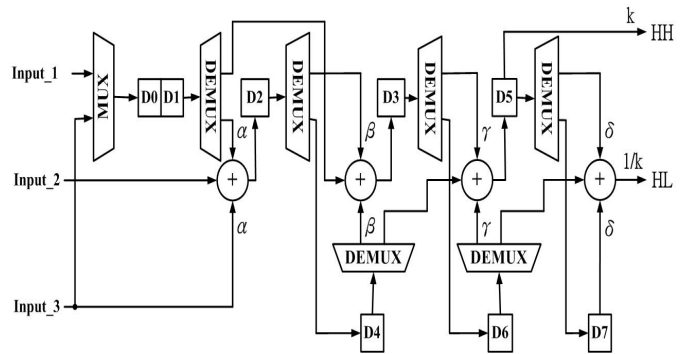 k
HH
Input_1
MUX
D0 D1
DEMUX
α
D2
DEMUX
β
D3
DEMUX
γ
D5
DEMUX
δ
Input_2
+
+
+
+
1/k
HL
α
β
γ
δ
DEMUX
DEMUX
Input_3
D4
D6
D7